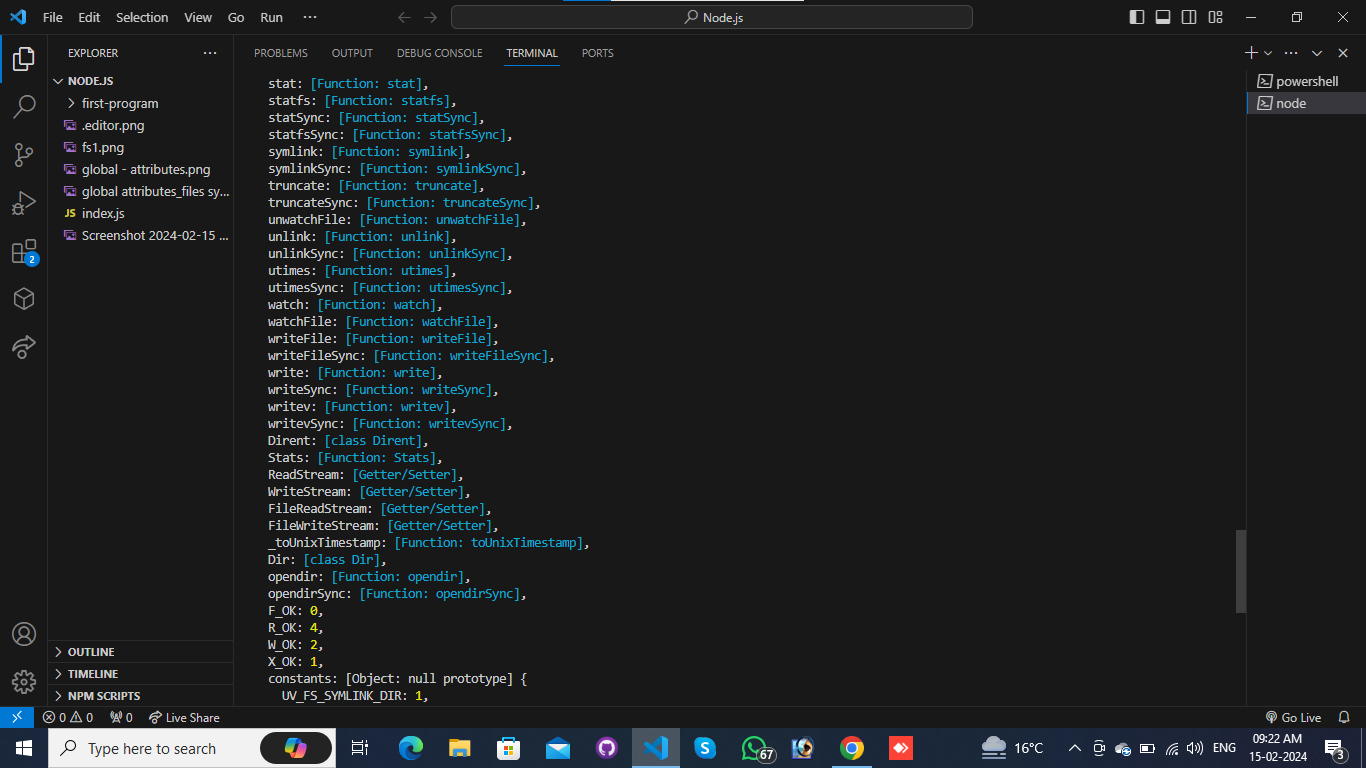 File Edit Selection View Go Run ···
Node.js
EXPLORER ···
NODE.JS
first-program
.editor.png
fs1.png
global - attributes.png
global attributes_files sy...
JS index.js
Screenshot 2024-02-15 ...
OUTLINE
TIMELINE
NPM SCRIPTS
2
PROBLEMS OUTPUT DEBUG CONSOLE TERMINAL PORTS
stat: [Function: stat],
statfs: [Function: statfs],
statSync: [Function: statSync],
statfsSync: [Function: statfsSync],
symlink: [Function: symlink],
symlinkSync: [Function: symlinkSync],
truncate: [Function: truncate],
truncateSync: [Function: truncateSync],
unwatchFile: [Function: unwatchFile],
unlink: [Function: unlink],
unlinkSync: [Function: unlinkSync],
utimes: [Function: utimes],
utimesSync: [Function: utimesSync],
watch: [Function: watch],
watchFile: [Function: watchFile],
writeFile: [Function: writeFile],
writeFileSync: [Function: writeFileSync],
write: [Function: write],
writeSync: [Function: writeSync],
writev: [Function: writev],
writevSync: [Function: writevSync],
Dirent: [class Dirent],
Stats: [Function: Stats],
ReadStream: [Getter/Setter],
WriteStream: [Getter/Setter],
FileReadStream: [Getter/Setter],
FileWriteStream: [Getter/Setter],
_toUnixTimestamp: [Function: toUnixTimestamp],
Dir: [class Dir],
opendir: [Function: opendir],
opendirSync: [Function: opendirSync],
F_OK: 0,
R_OK: 4,
W_OK: 2,
X_OK: 1,
constants: [Object: null prototype] {
UV_FS_SYMLINK_DIR: 1,
powershell
node
0 0 0 Live Share
Go Live
Type here to search
67
16°C
ENG
09:22 AM
15-02-2024
3